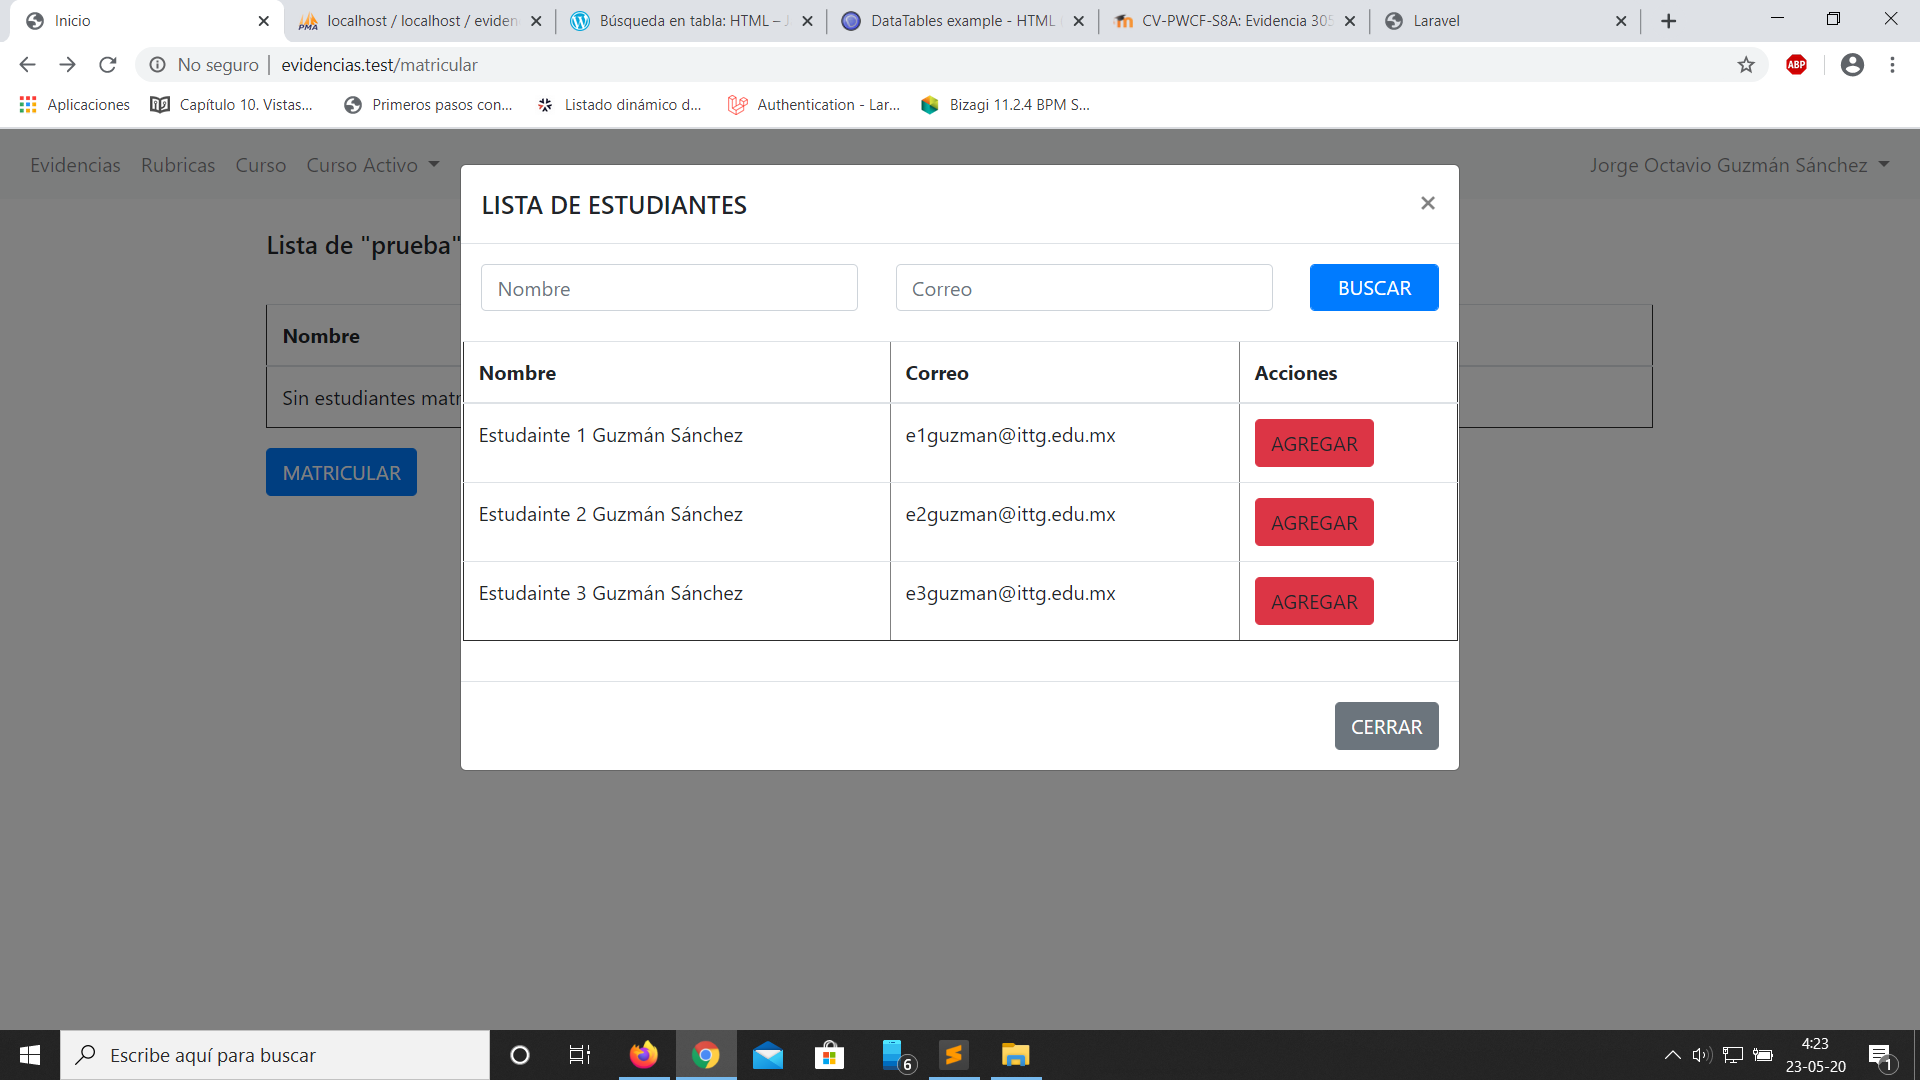 Inicio
localhost / localhost / eviden
Búsqueda en tabla: HTML –
DataTables example - HTML
CV-PWCF-S8A: Evidencia 305
Laravel
No seguro | evidencias.test/matricular
ABP
Aplicaciones
Capítulo 10. Vistas...
Primeros pasos con...
Listado dinámico d...
Authentication - Lar...
Bizagi 11.2.4 BPM S...
Evidencias Rubricas Curso Curso Activo
Jorge Octavio Guzmán Sánchez
LISTA DE ESTUDIANTES
×
Lista de "prueba"
Nombre Correo BUSCAR
Nombre
Sin estudiantes matr
MATRICULAR
Nombre Correo Acciones
Estudainte 1 Guzmán Sánchez e1guzman@ittg.edu.mx AGREGAR
Estudainte 2 Guzmán Sánchez e2guzman@ittg.edu.mx AGREGAR
Estudainte 3 Guzmán Sánchez e3guzman@ittg.edu.mx AGREGAR
CERRAR
Escribe aquí para buscar
6
4:23
23-05-20
1